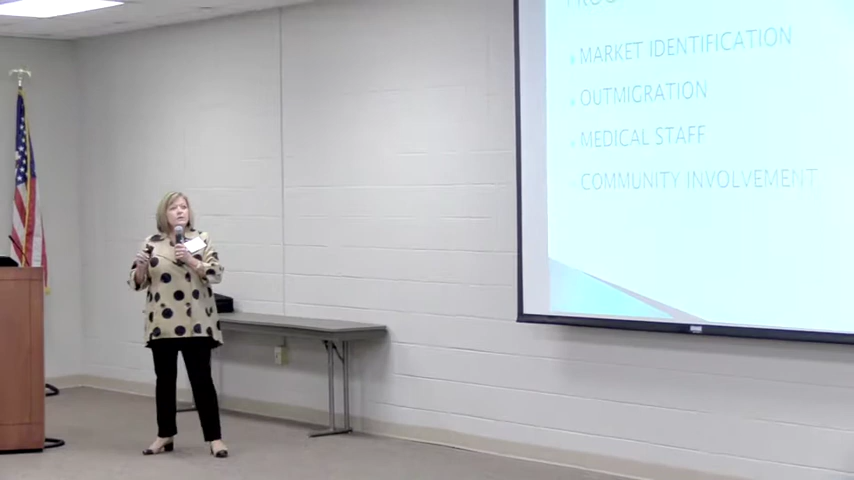 MARKET IDENTIFICATION
OUTMIGRATION
MEDICAL STAFF
COMMUNITY INVOLVEMENT